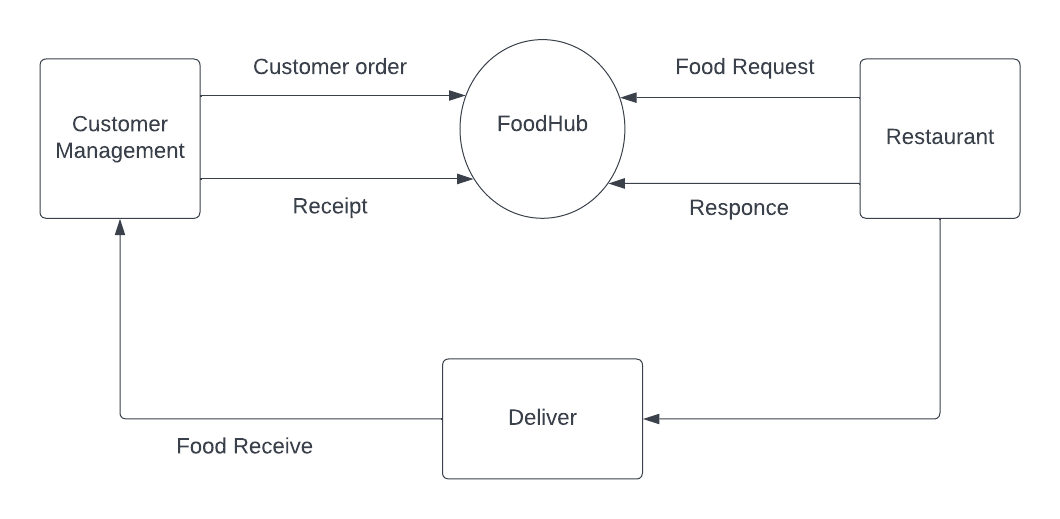 Customer order
Food Request
Customer
Management
FoodHub
Restaurant
Receipt
Responce
Deliver
Food Receive